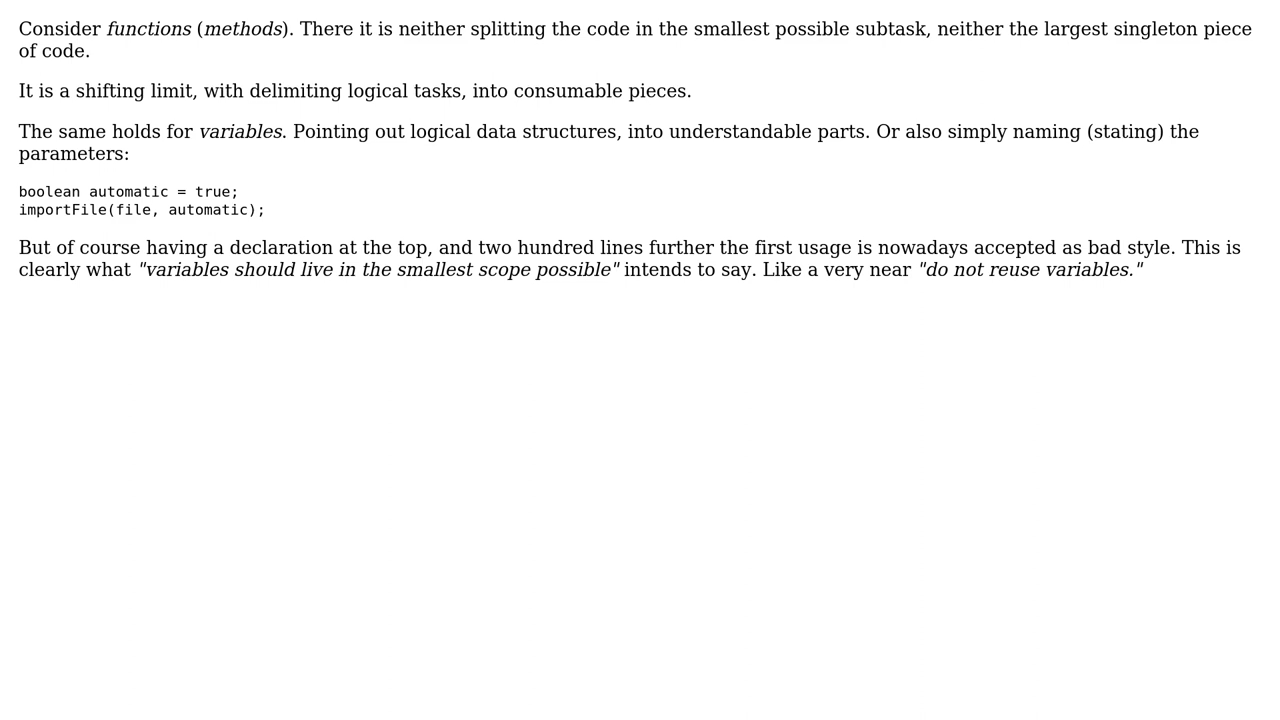 Consider functions (methods). There it is neither splitting the code in the smallest possible subtask, neither the largest singleton piece
of code.
It is a shifting limit, with delimiting logical tasks, into consumable pieces.
The same holds for variables. Pointing out logical data structures, into understandable parts. Or also simply naming (stating) the
parameters:
boolean automatic = true;
importFile(file, automatic);
But of course having a declaration at the top, and two hundred lines further the first usage is nowadays accepted as bad style. This is
clearly what "variables should live in the smallest scope possible" intends to say. Like a very near "do not reuse variables."